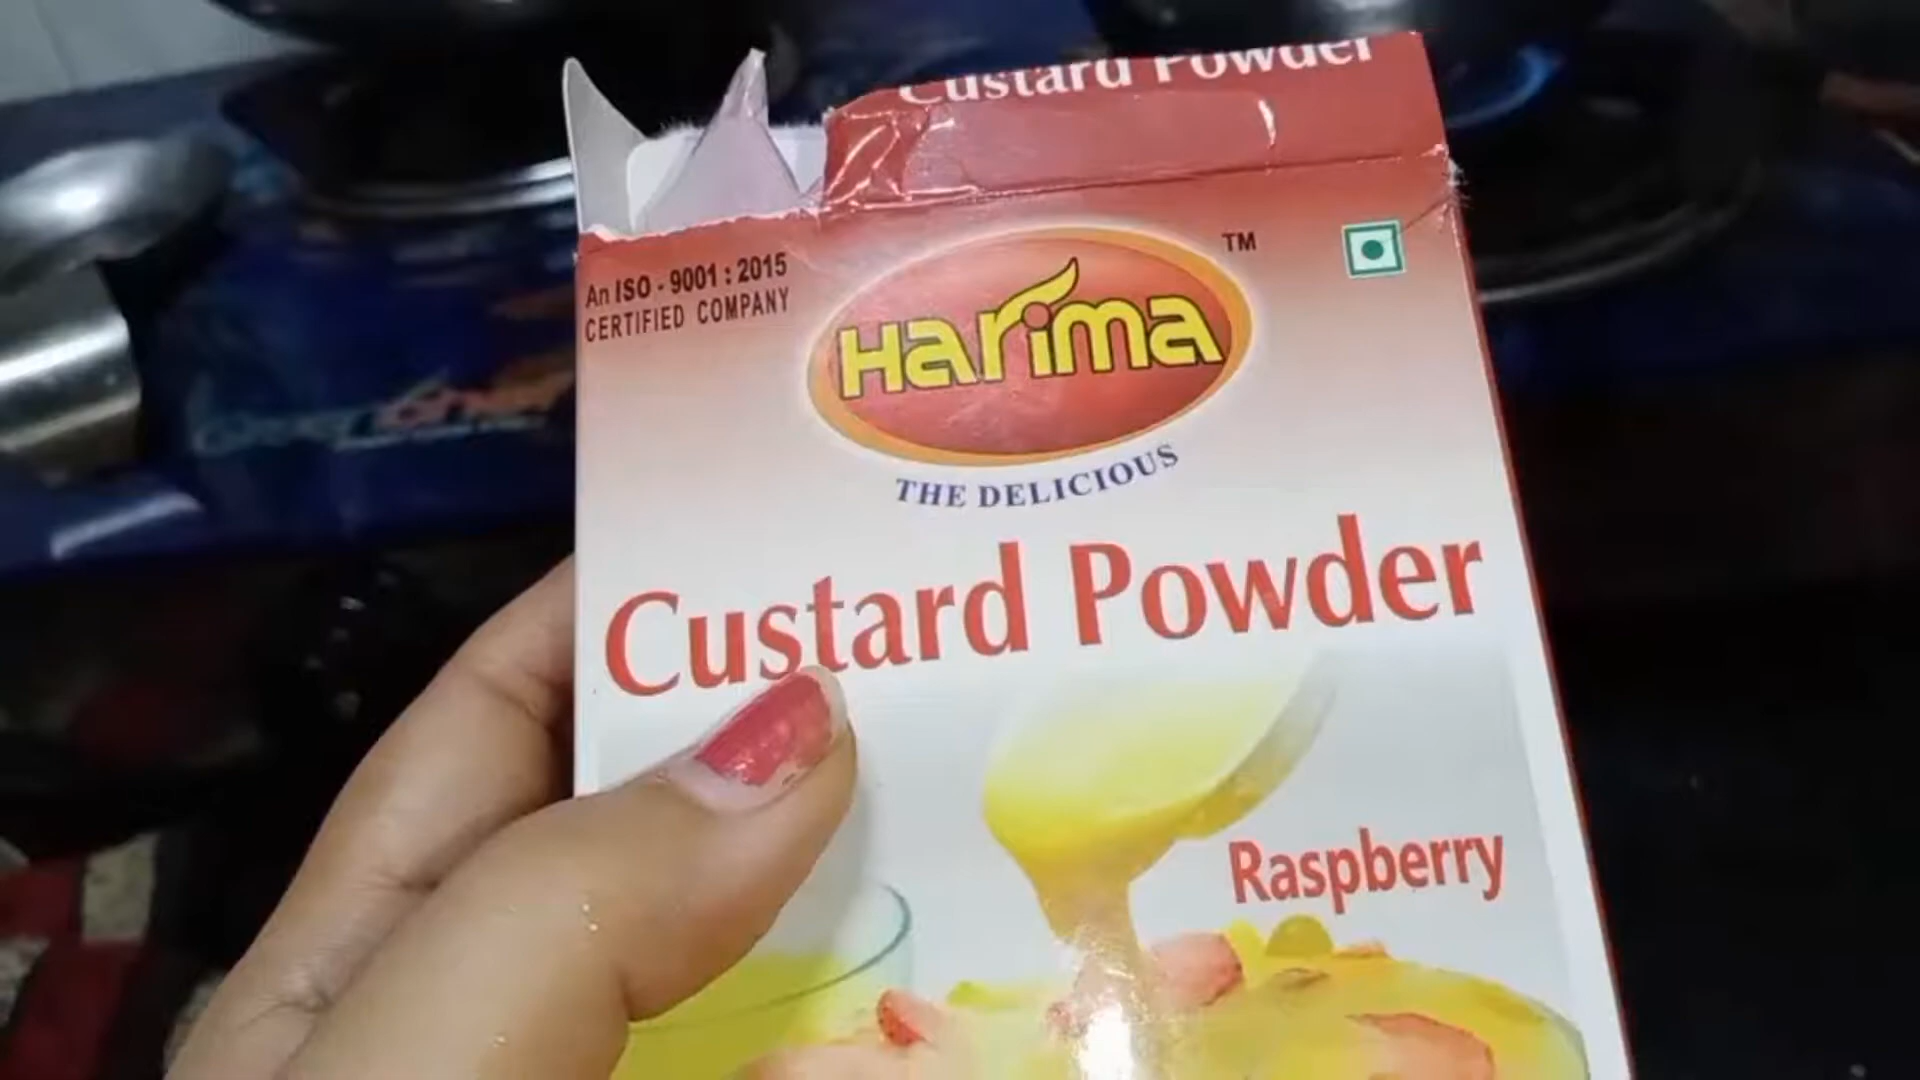 Custard Powder
An ISO - 9001 : 2015
CERTIFIED COMPANY
Harima
TM
THE DELICIOUS
Custard Powder
Raspberry